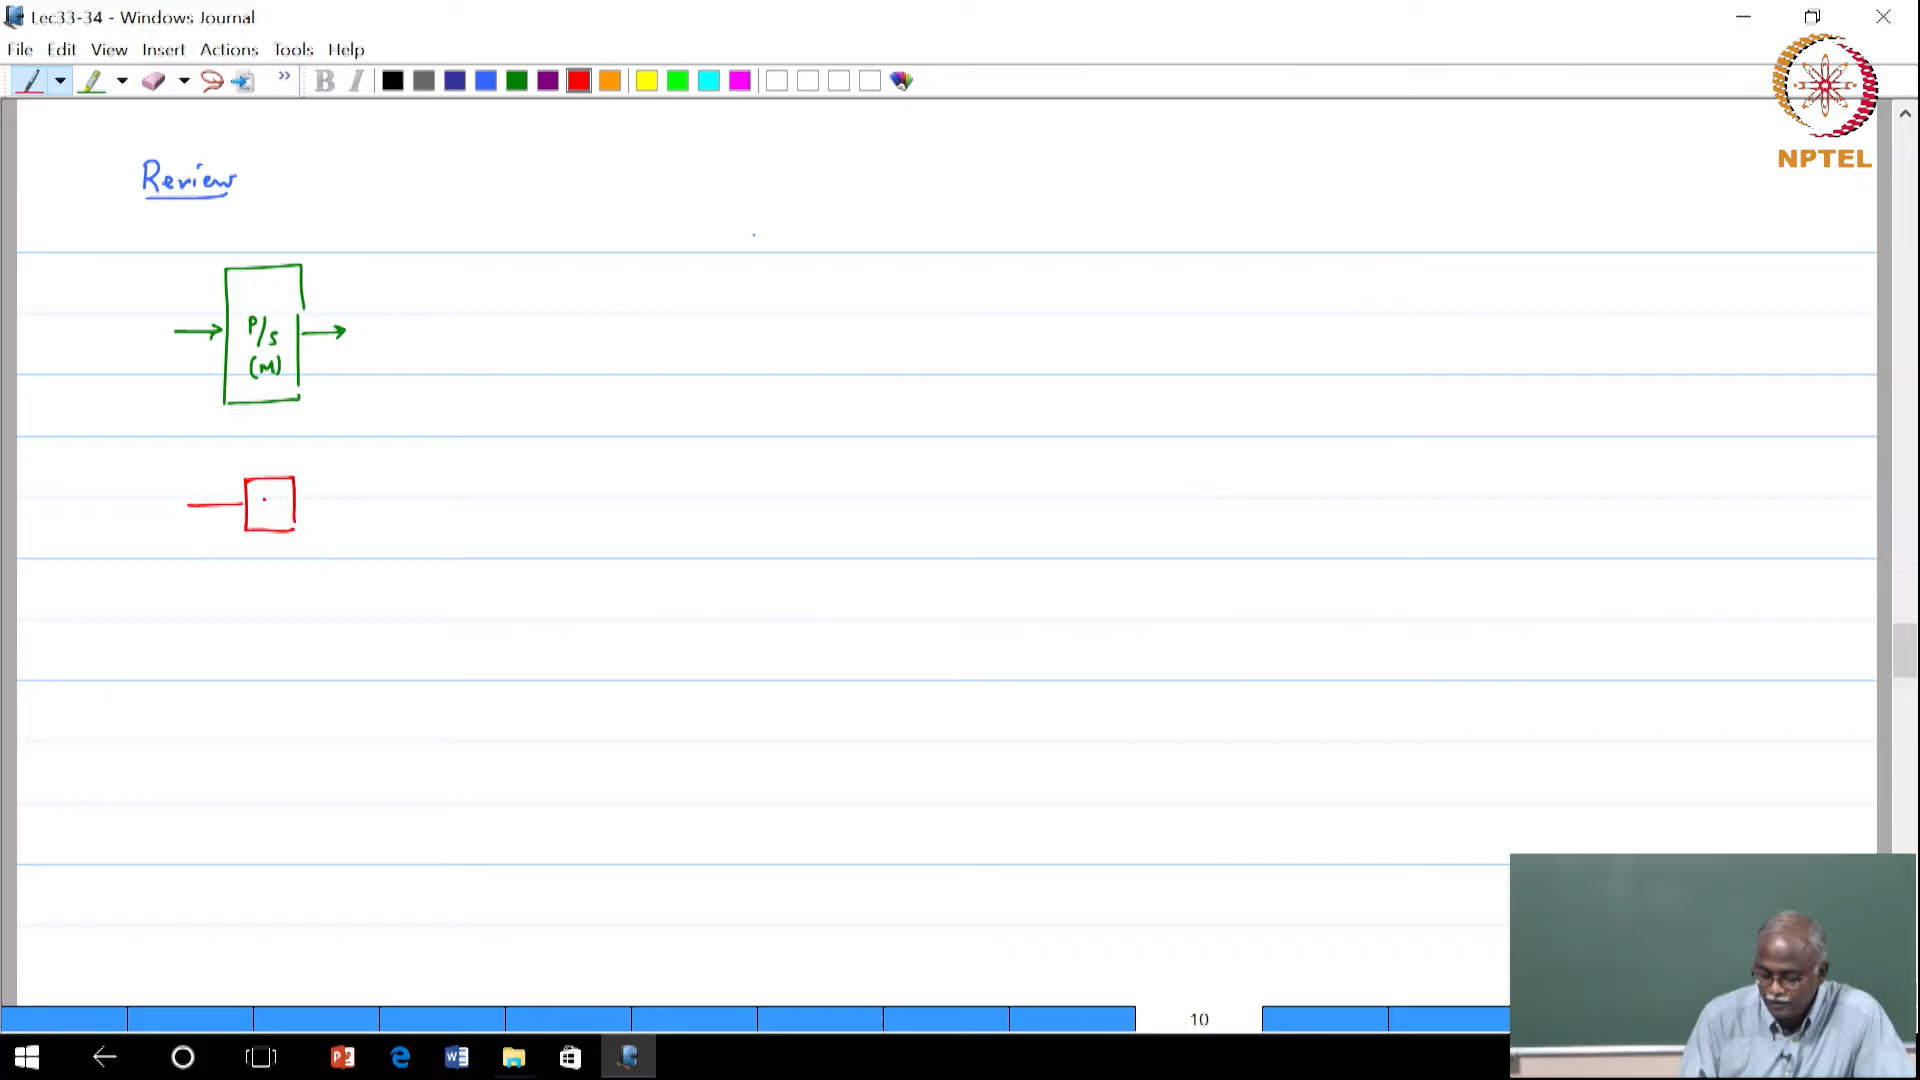 Lec33-34 - Windows Journal
File Edit View Insert Actions Tools Help
B I
NPTEL
Review
P/S
(M)
10